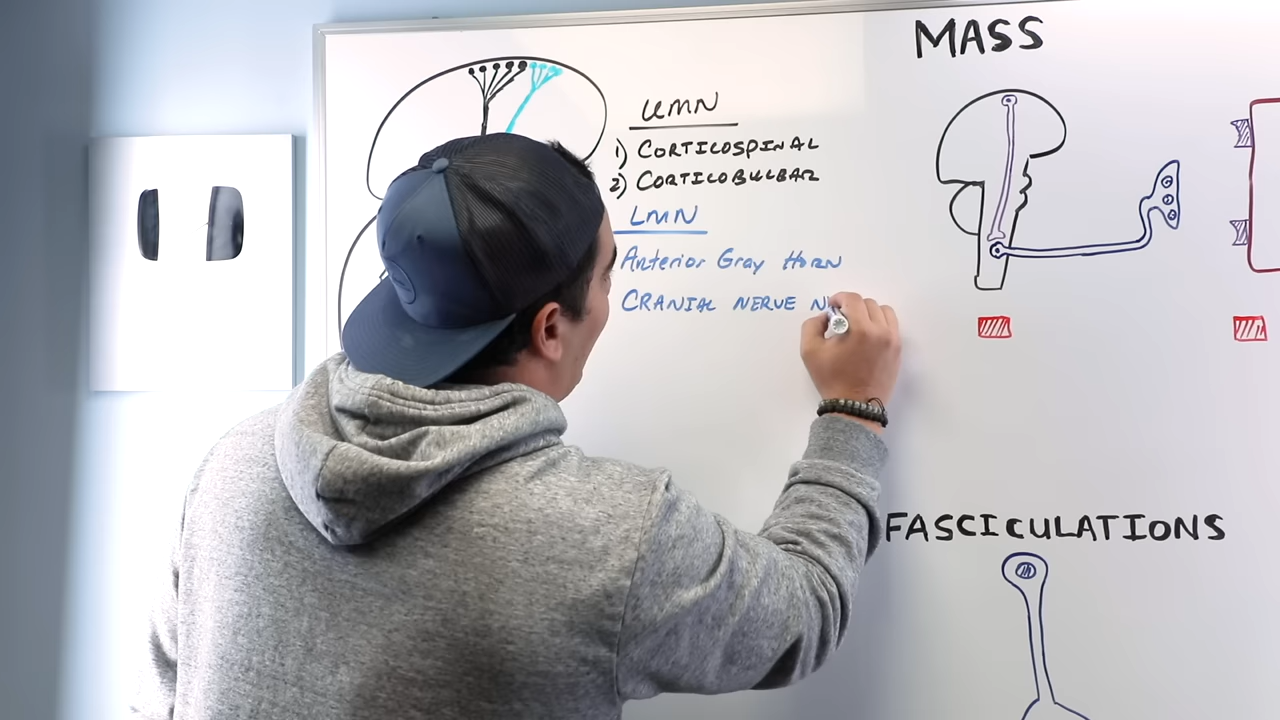 UMN
1) CORTICOSPINAL
2) CORTICOBULBAR
LMN
Anterior Gray HORN
CRANIAL NERVE N
MASS
FASCICULATIONS